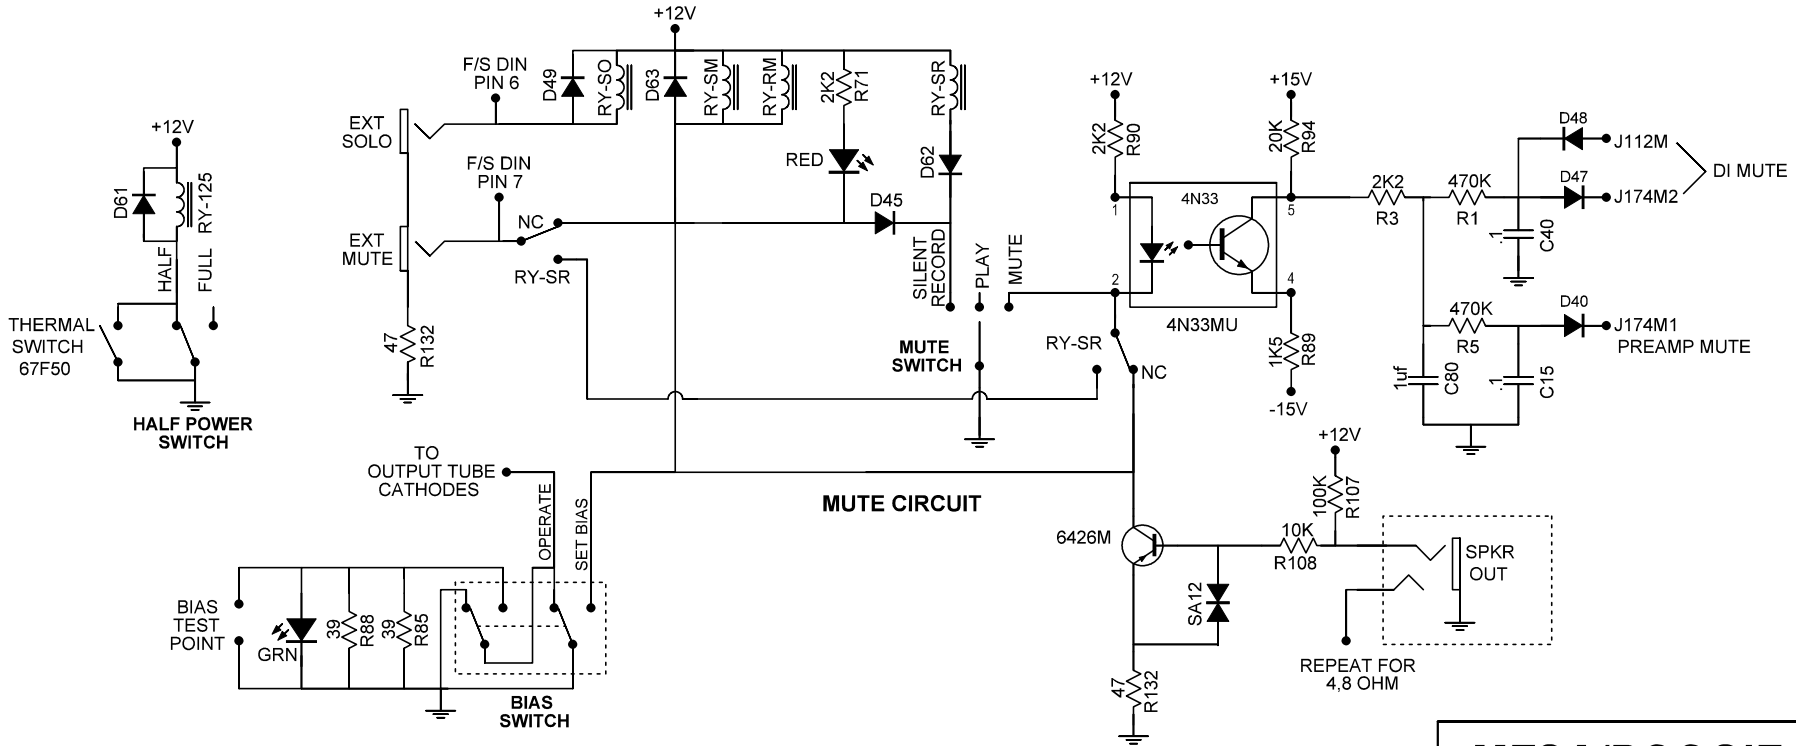 +12V
F/S DIN
PIN 6
D49
RY-SO
D63
RY-SM
RY-RM
2K2
R71
RY-SR
EXT
SOLO
F/S DIN
PIN 7
RED
D62
D45
NC
EXT
MUTE
RY-SR
47
R132
SILENT
RECORD
PLAY
MUTE
MUTE
SWITCH
+12V
D61
RY-125
HALF
FULL
THERMAL
SWITCH
67F50
HALF POWER
SWITCH
+12V
2K2
R90
+15V
20K
R94
4N33
1
5
2
4
4N33MU
RY-SR
NC
1K5
R89
-15V
2K2
R3
470K
R1
D48
J112M
D47
J174M2
DI MUTE
.1
C40
470K
R5
D40
J174M1
PREAMP MUTE
1uf
C80
.1
C15
TO
OUTPUT TUBE
CATHODES
OPERATE
SET BIAS
MUTE CIRCUIT
BIAS
TEST
POINT
GRN
39
R88
39
R85
BIAS
SWITCH
6426M
SA12
47
R132
10K
R108
+12V
100K
R107
SPKR
OUT
REPEAT FOR
4,8 OHM